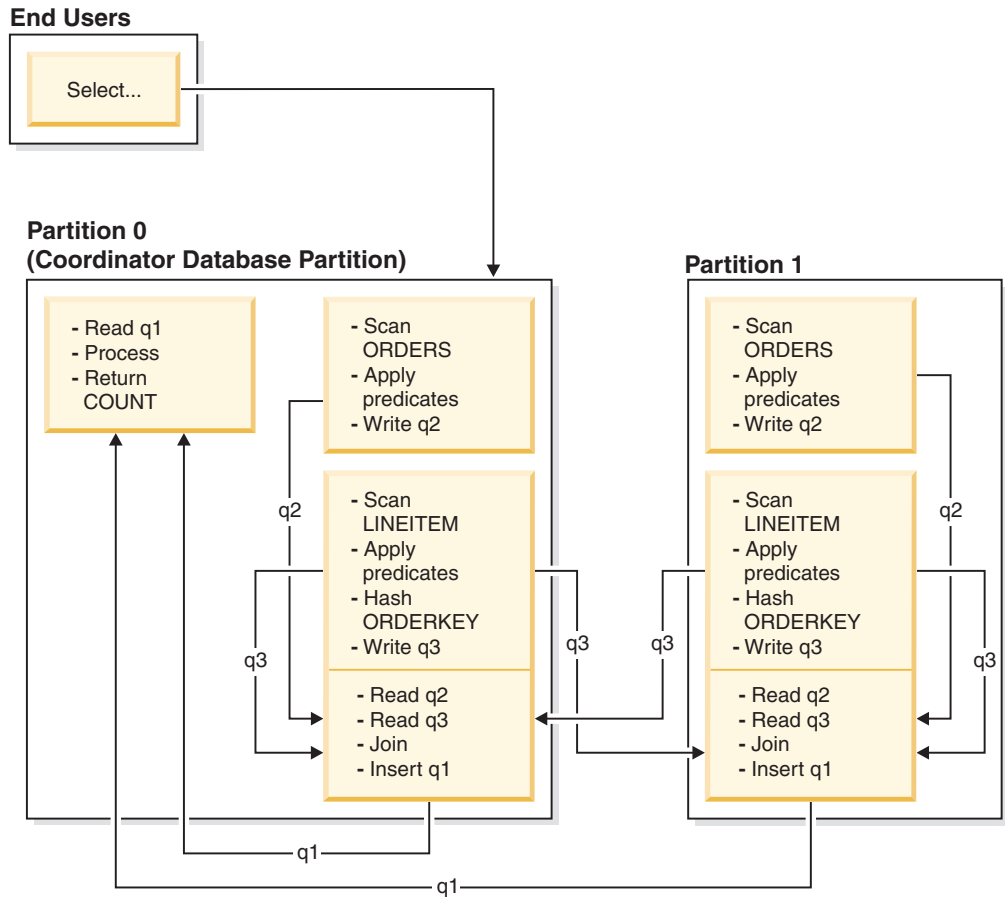 End Users
Select...
Partition 0
(Coordinator Database Partition)
- Read q1
- Process
- Return
COUNT
- Scan
ORDERS
- Apply
predicates
- Write q2
q2
- Scan
LINEITEM
- Apply
predicates
- Hash
ORDERKEY
- Write q3
q3
- Read q2
- Read q3
- Join
- Insert q1
q3
q3
Partition 1
- Scan
ORDERS
- Apply
predicates
- Write q2
q2
- Scan
LINEITEM
- Apply
predicates
- Hash
ORDERKEY
- Write q3
q3
- Read q2
- Read q3
- Join
- Insert q1
q1
q1